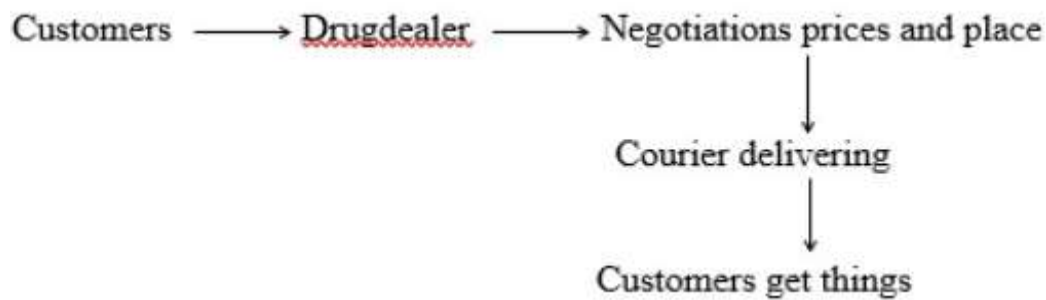 Customers Drugdealer Negotiations prices and place
Courier delivering
Customers get things